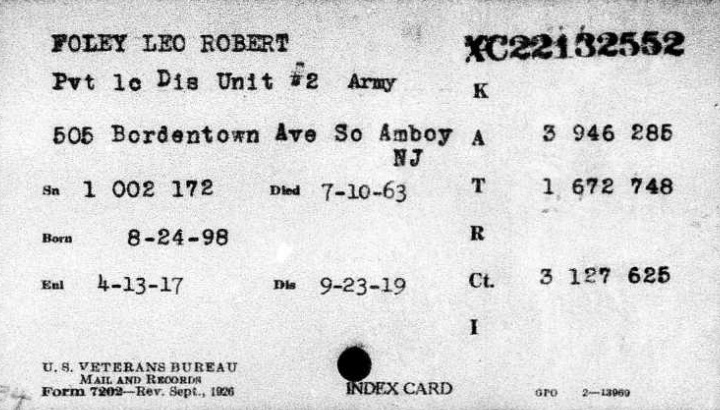 FOLEY LEO ROBERT XC22132552
Pvt 1c Dis Unit #2 Army K
505 Bordentown Ave So Amboy A 3 946 285
NJ
Sn 1 002 172 Died 7-10-63 T 1 672 748
Born 8-24-98 R
Enl 4-13-17 Dis 9-23-19 Ct. 3 127 625
I
U. S. VETERANS BUREAU
MAIL AND RECORDS
Form 7202—Rev. Sept., 1926 INDEX CARD GPO 2—13969